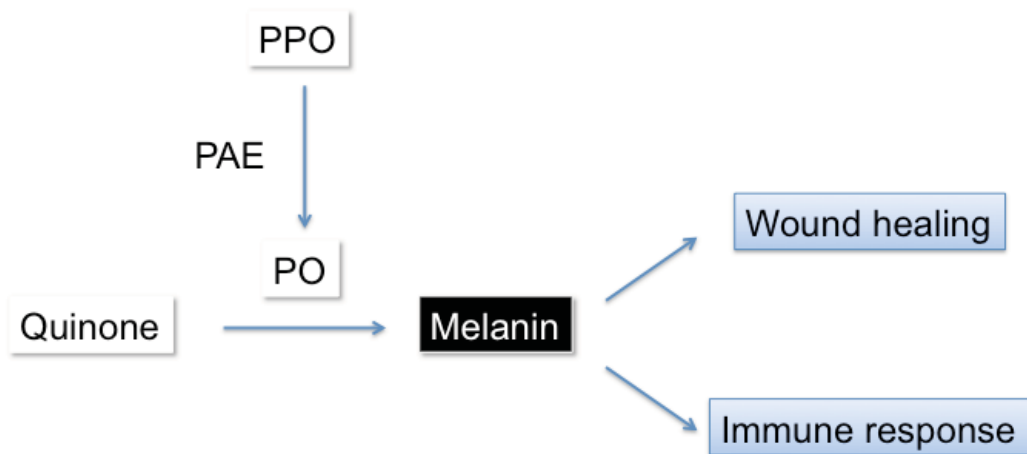 PPO
PAE
PO
Quinone
Melanin
Wound healing
Immune response